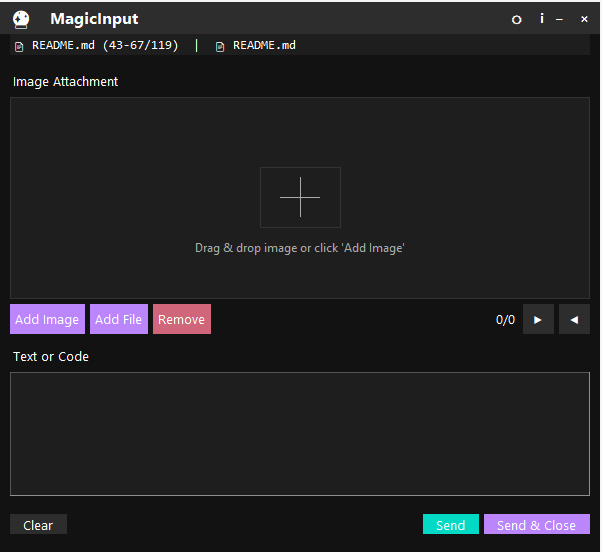 MagicInput
README.md (43-67/119) | README.md
Image Attachment
Drag & drop image or click 'Add Image'
Add Image Add File Remove 0/0
Text or Code
Clear Send Send & Close